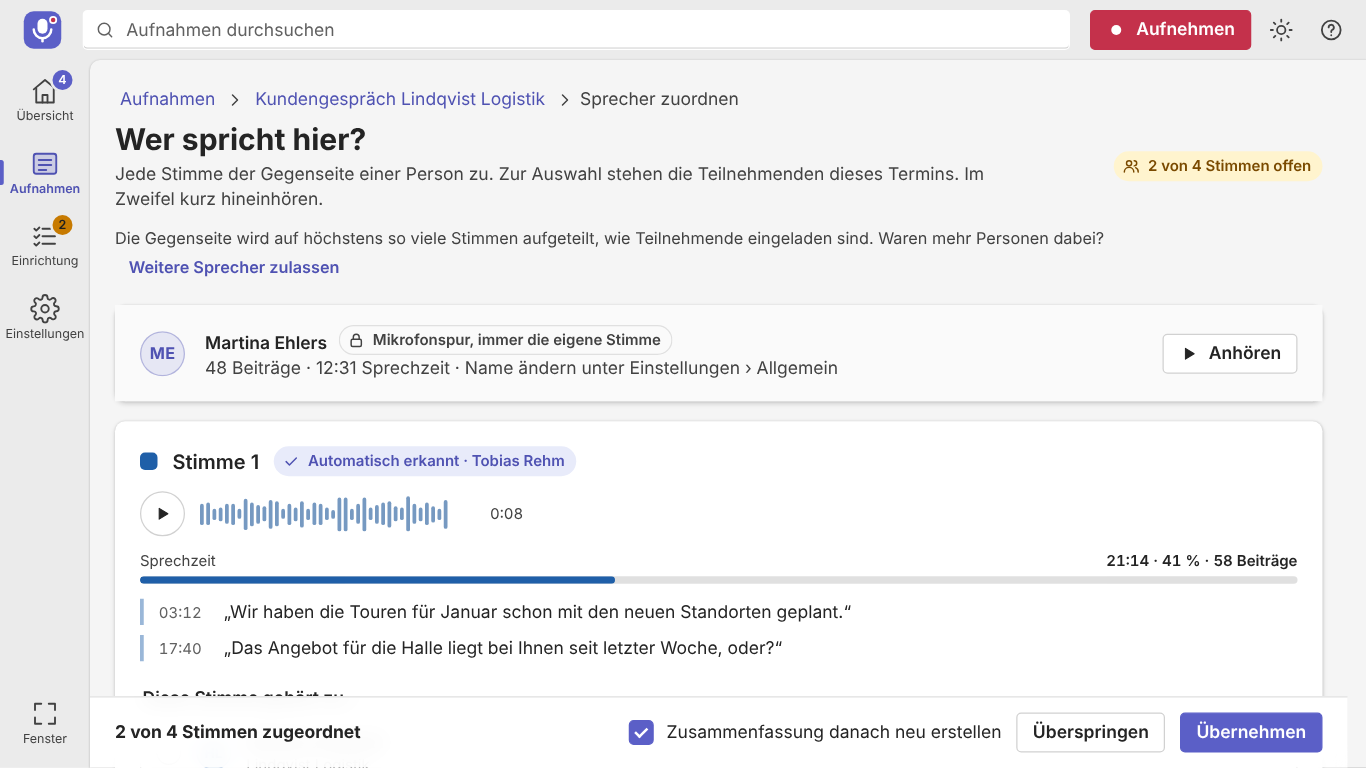 Aufnahmen durchsuchen
Aufnehmen
4
Übersicht
Aufnahmen
2
Einrichtung
Einstellungen
Fenster
Aufnahmen › Kundengespräch Lindqvist Logistik › Sprecher zuordnen
Wer spricht hier?
Jede Stimme der Gegenseite einer Person zu. Zur Auswahl stehen die Teilnehmenden dieses Termins. Im
Zweifel kurz hineinhören.
2 von 4 Stimmen offen
Die Gegenseite wird auf höchstens so viele Stimmen aufgeteilt, wie Teilnehmende eingeladen sind. Waren mehr Personen dabei?
Weitere Sprecher zulassen
ME
Martina Ehlers
Mikrofonspur, immer die eigene Stimme
48 Beiträge · 12:31 Sprechzeit · Name ändern unter Einstellungen › Allgemein
Anhören
Stimme 1
Automatisch erkannt · Tobias Rehm
0:08
Sprechzeit
21:14 · 41 % · 58 Beiträge
03:12 „Wir haben die Touren für Januar schon mit den neuen Standorten geplant.“
17:40 „Das Angebot für die Halle liegt bei Ihnen seit letzter Woche, oder?“
Diese Stimme gehört zu
2 von 4 Stimmen zugeordnet
Zusammenfassung danach neu erstellen
Überspringen
Übernehmen